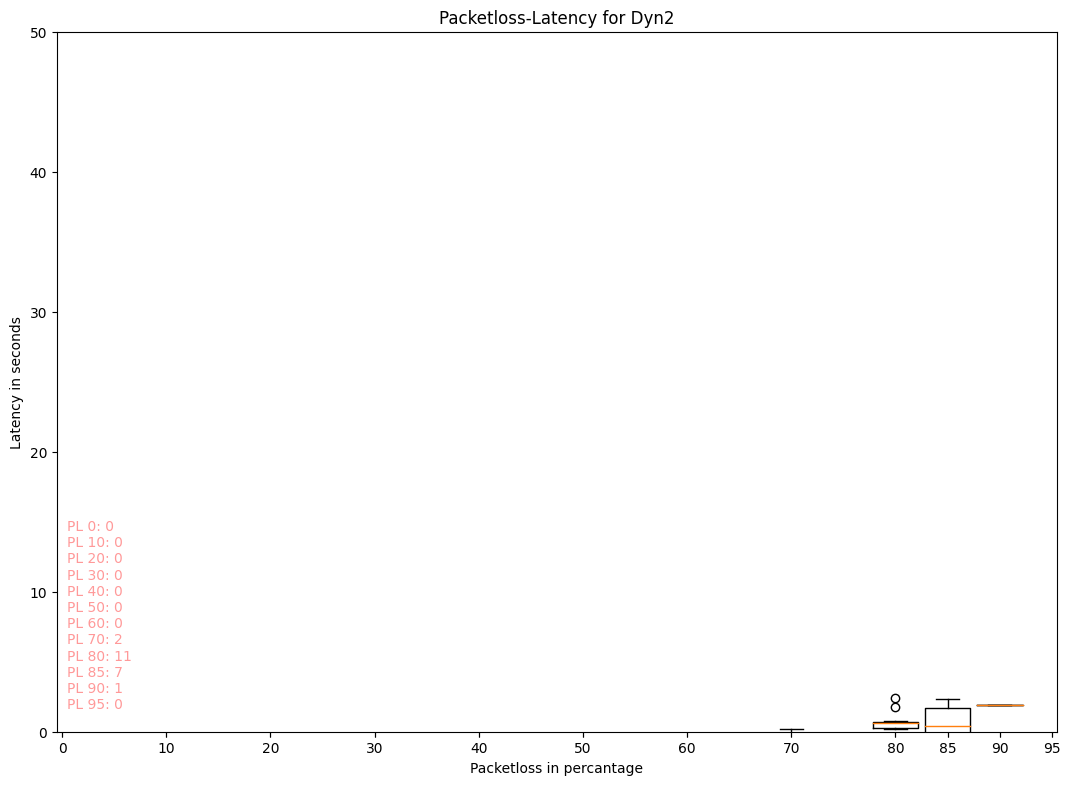 Packetloss-Latency for Dyn2
50
40
30
20
10
0
Latency in seconds
PL 0: 0
PL 10: 0
PL 20: 0
PL 30: 0
PL 40: 0
PL 50: 0
PL 60: 0
PL 70: 2
PL 80: 11
PL 85: 7
PL 90: 1
PL 95: 0
0 10 20 30 40 50 60 70 80 85 90 95
Packetloss in percantage